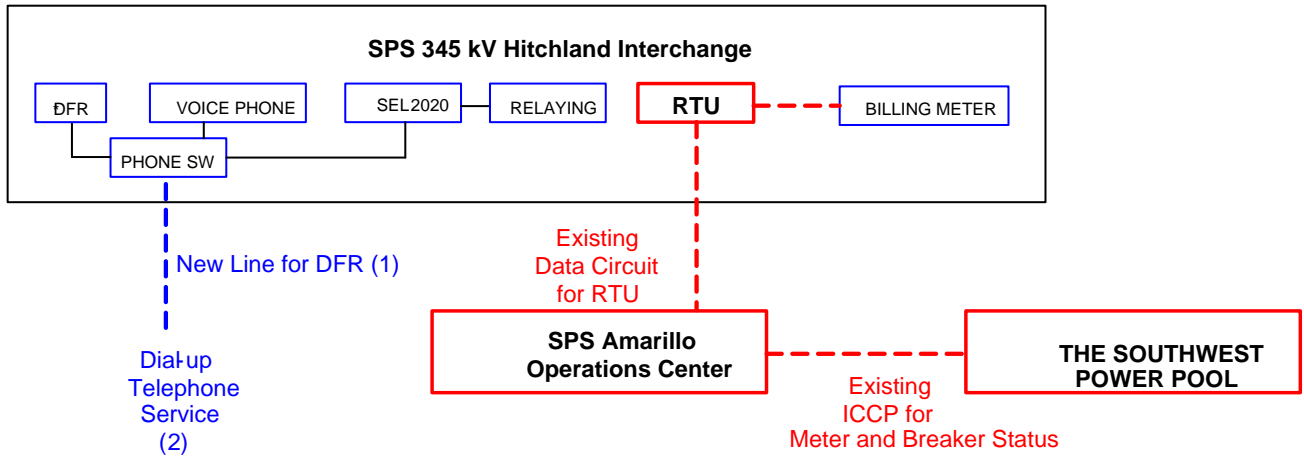 SPS 345 kV Hitchland Interchange
DFR
VOICE PHONE
SEL2020
RELAYING
RTU
BILLING METER
PHONE SW
New Line for DFR (1)
Existing
Data Circuit
for RTU
Dial-up
Telephone
Service
(2)
SPS Amarillo
Operations Center
THE SOUTHWEST
POWER POOL
Existing
ICCP for
Meter and Breaker Status